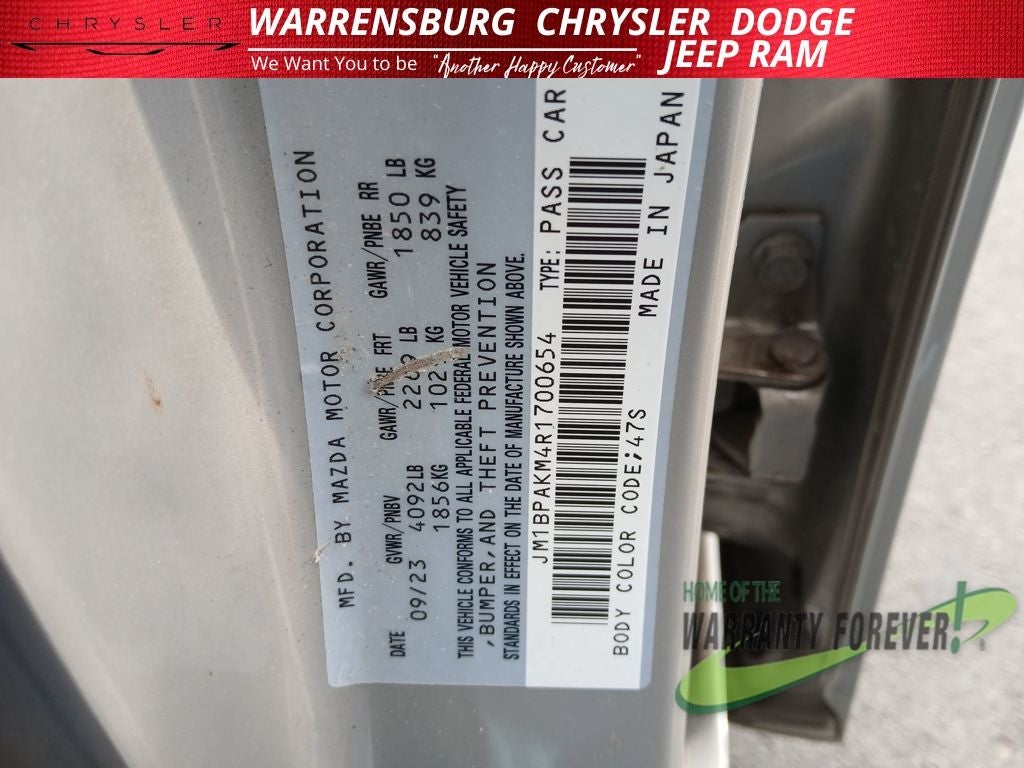 CHRYSLER
WARRENSBURG CHRYSLER DODGE
JEEP RAM
We Want You to be "Another Happy Customer"
MFD. BY MAZDA MOTOR CORPORATION
DATE GVWR/PNBV GAWR/PNBE FRT GAWR/PNBE RR
09/23 4092LB LB 1850 LB
1856KG KG 839 KG
THIS VEHICLE CONFORMS TO ALL APPLICABLE FEDERAL MOTOR VEHICLE SAFETY
,BUMPER,AND THEFT PREVENTION
STANDARDS IN EFFECT ON THE DATE OF MANUFACTURE SHOWN ABOVE.
JM1BPAKM4R1700654 TYPE: PASS CAR
BODY COLOR CODE;47S MADE IN JAPAN
HOME OF THE
WARRANTY FOREVER!®